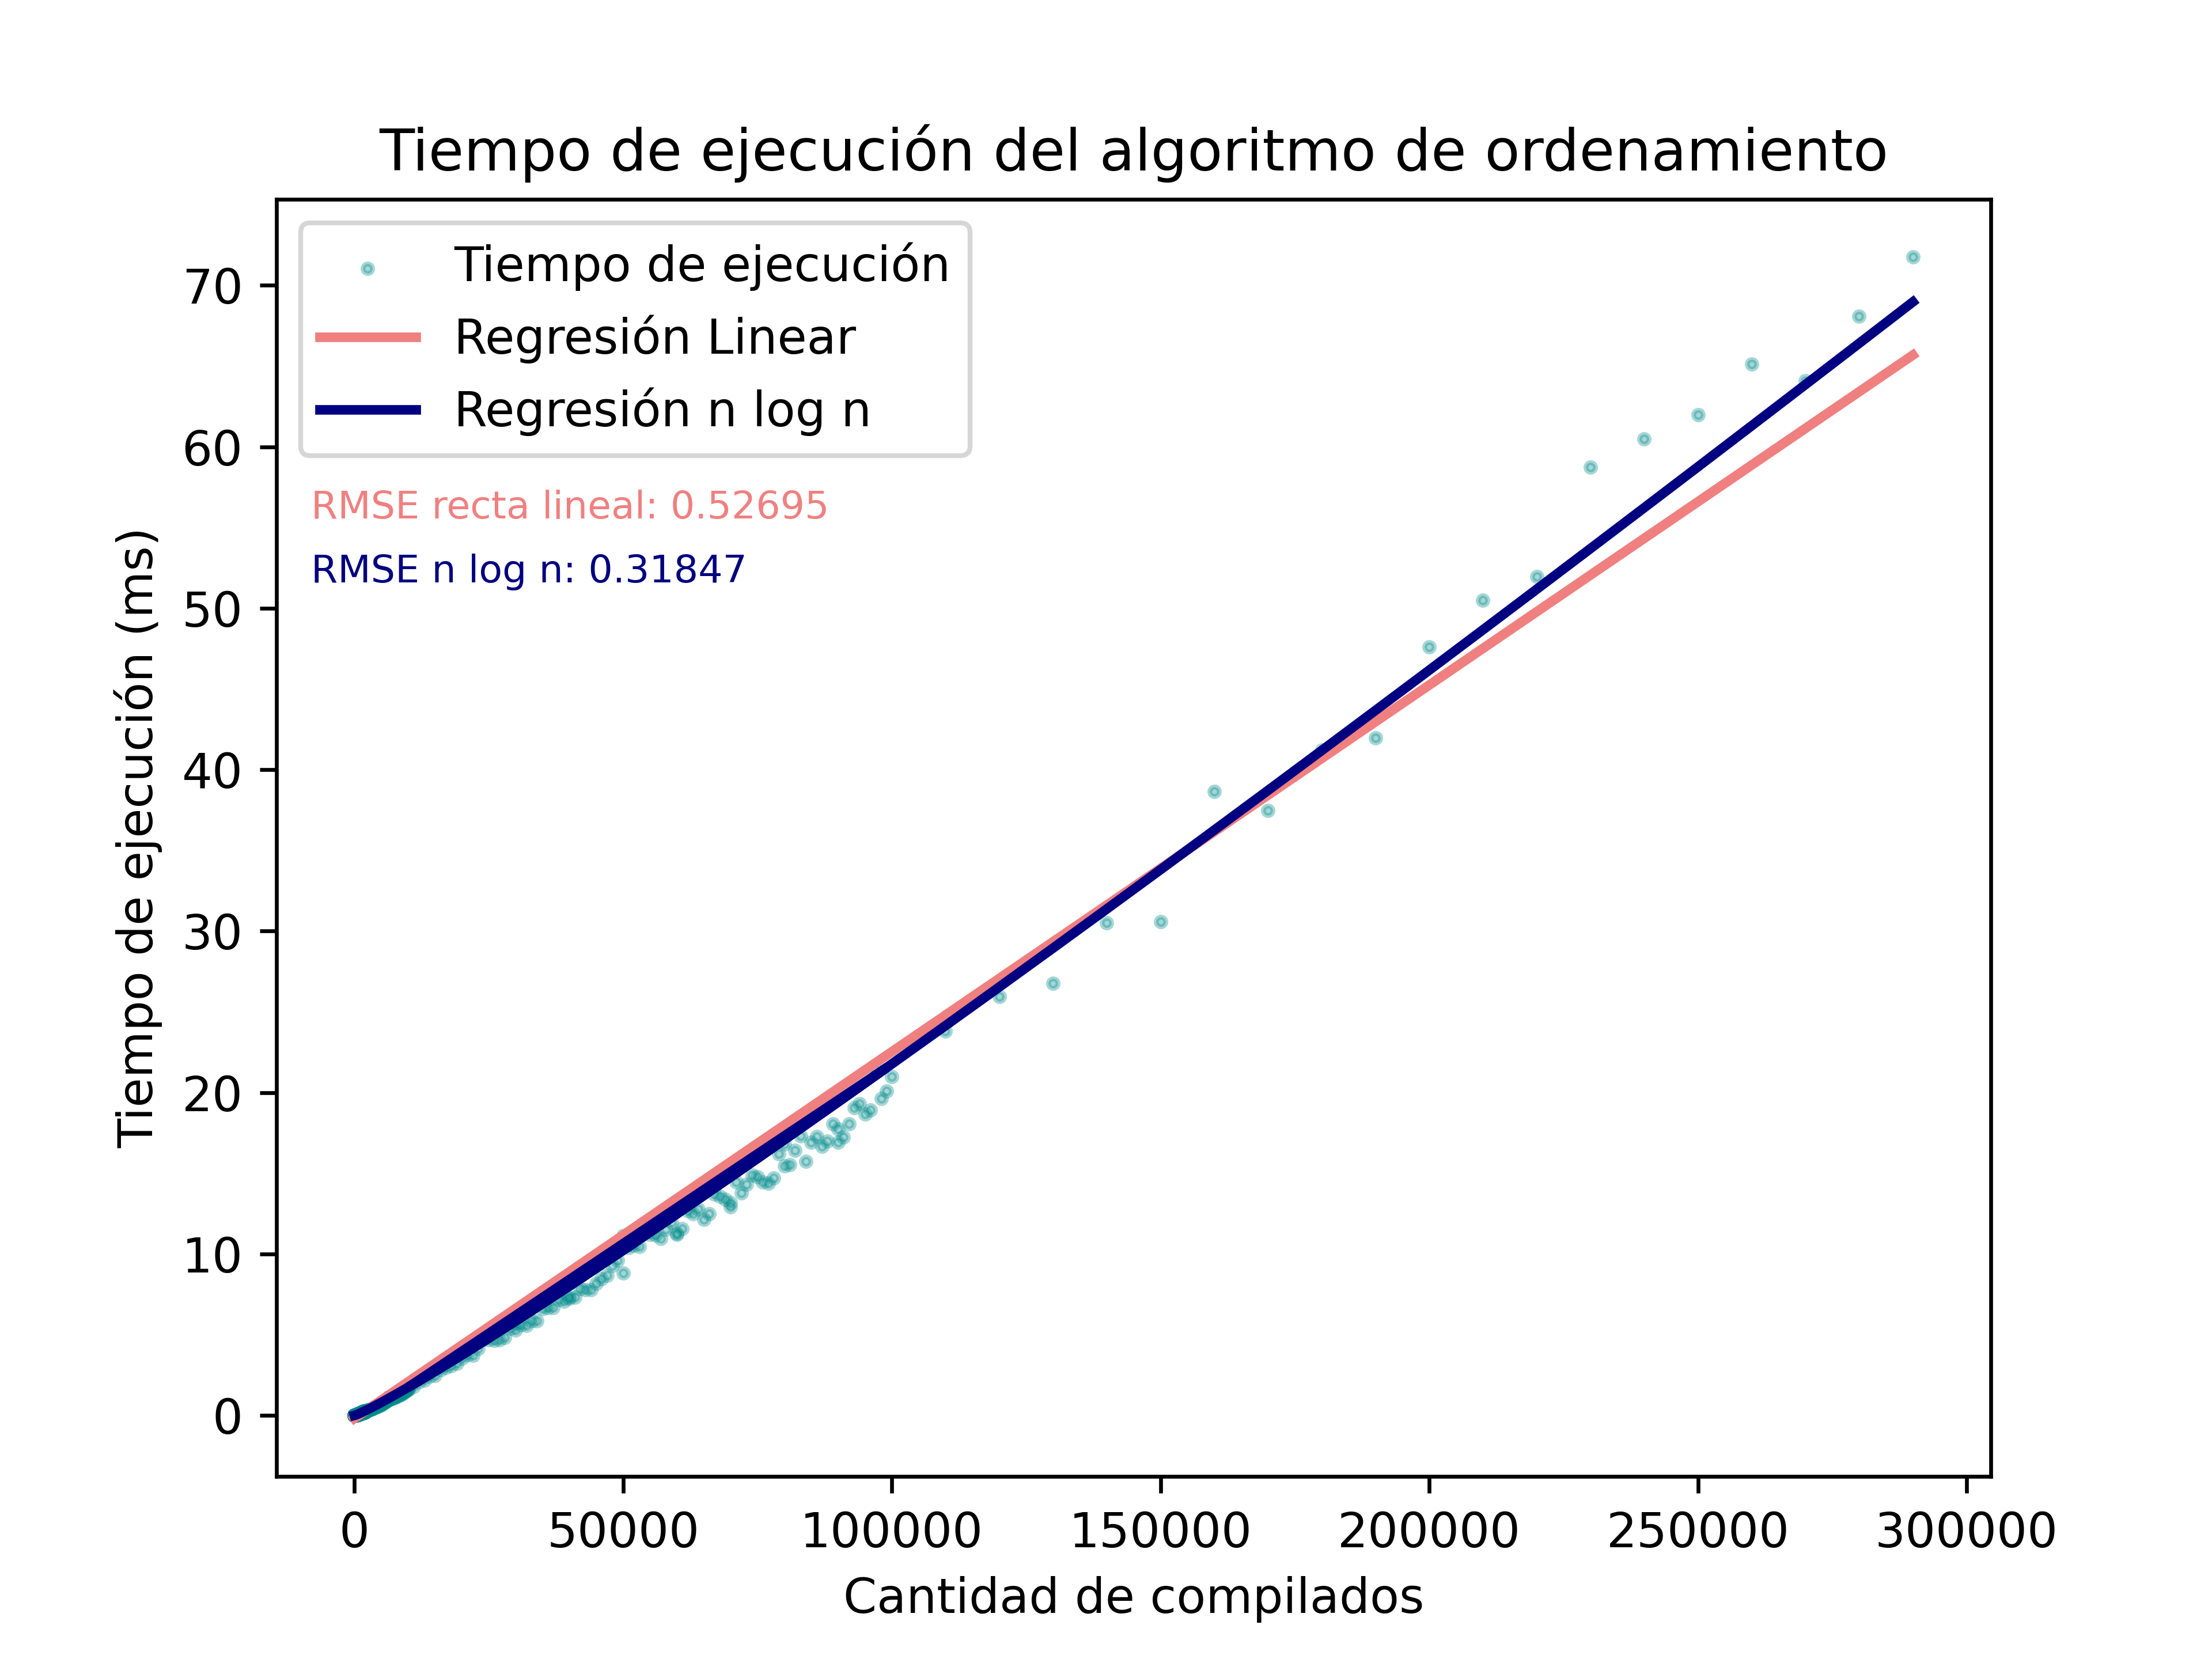 Tiempo de ejecución del algoritmo de ordenamiento
Tiempo de ejecución
Regresión Linear
Regresión n log n
RMSE recta lineal: 0.52695
RMSE n log n: 0.31847
Tiempo de ejecución (ms)
70
60
50
40
30
20
10
0
0 50000 100000 150000 200000 250000 300000
Cantidad de compilados